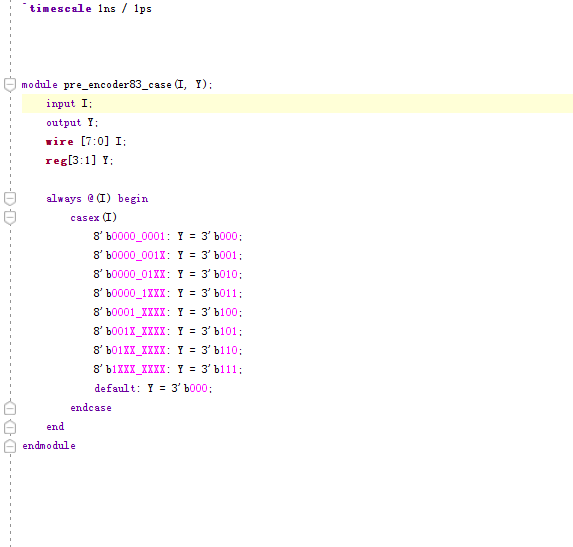 `timescale 1ns / 1ps
module pre_encoder83_case(I, Y);
input I;
output Y;
wire [7:0] I;
reg[3:1] Y;
always @(I) begin
casex(I)
8'b0000_0001: Y = 3'b000;
8'b0000_001X: Y = 3'b001;
8'b0000_01XX: Y = 3'b010;
8'b0000_1XXX: Y = 3'b011;
8'b0001_XXXX: Y = 3'b100;
8'b001X_XXXX: Y = 3'b101;
8'b01XX_XXXX: Y = 3'b110;
8'b1XXX_XXXX: Y = 3'b111;
default: Y = 3'b000;
endcase
end
endmodule